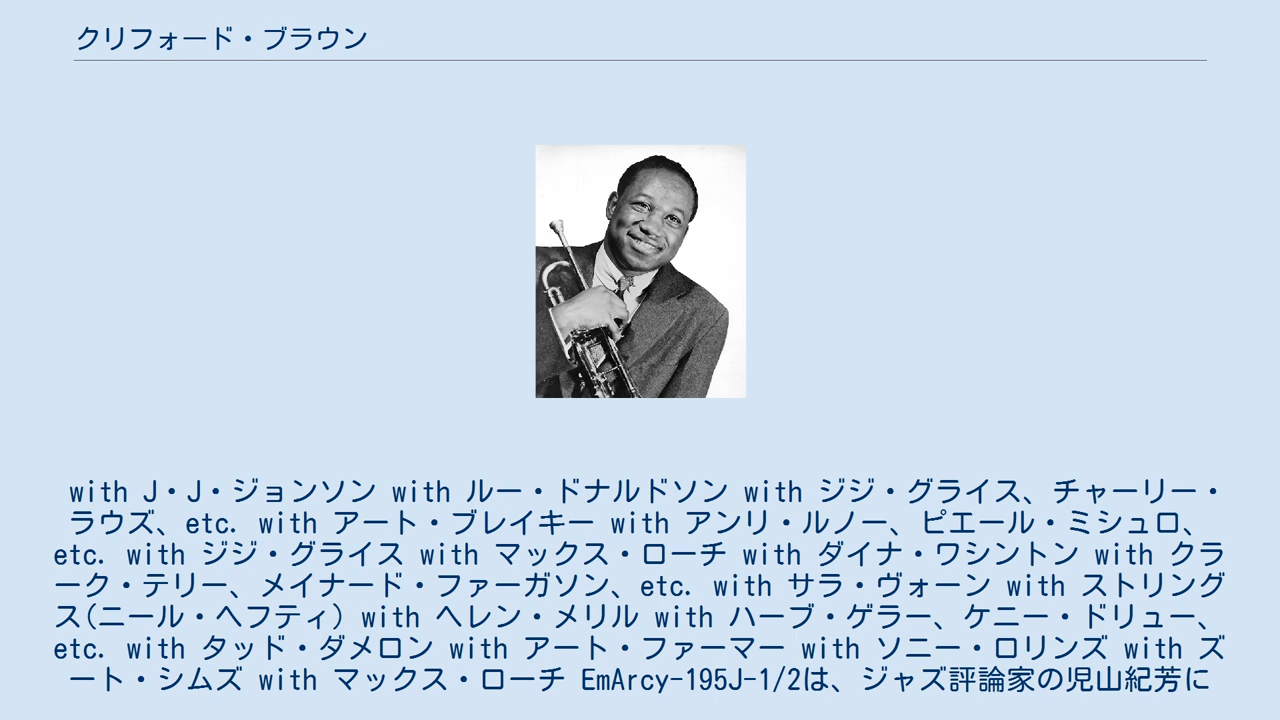 クリフォード・ブラウン
with J・J・ジョンソン with ルー・ドナルドソン with ジジ・グライス、チャーリー・
ラウズ、etc. with アート・ブレイキー with アンリ・ルノー、ピエール・ミシュロ、
etc. with ジジ・グライス with マックス・ローチ with ダイナ・ワシントン with クラ
ーク・テリー、メイナード・ファーガソン、etc. with サラ・ヴォーン with ストリング
ス(ニール・ヘフティ) with ヘレン・メリル with ハーブ・ゲラー、ケニー・ドリュー、
etc. with タッド・ダメロン with アート・ファーマー with ソニー・ロリンズ with ズ
ート・シムズ with マックス・ローチ EmArcy-195J-1/2は、ジャズ評論家の児山紀芳に